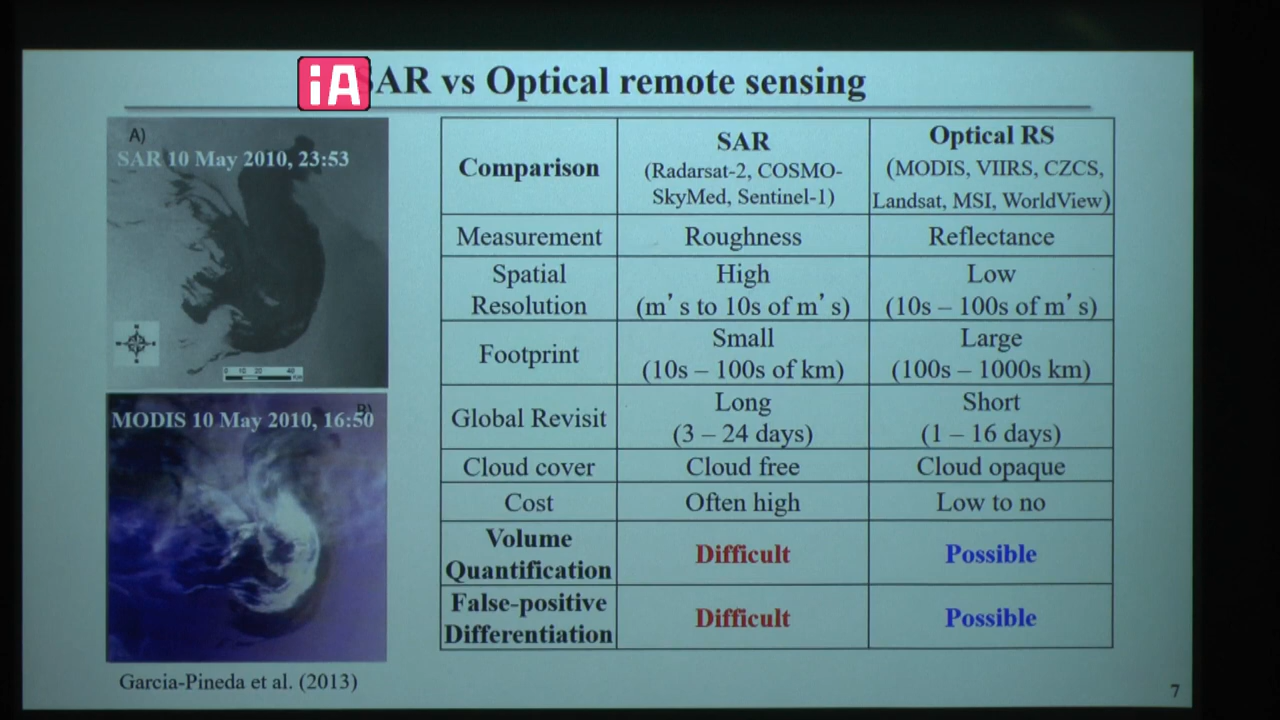 iA
SAR vs Optical remote sensing
A)
SAR 10 May 2010, 23:53
0 10 20 40
B)
MODIS 10 May 2010, 16:50
Garcia-Pineda et al. (2013)
Comparison
SAR
(Radarsat-2, COSMO-
SkyMed, Sentinel-1)
Optical RS
(MODIS, VIIRS, CZCS,
Landsat, MSI, WorldView)
Measurement
Roughness
Reflectance
Spatial
Resolution
High
(m's to 10s of m's)
Low
(10s – 100s of m's)
Footprint
Small
(10s – 100s of km)
Large
(100s – 1000s km)
Global Revisit
Long
(3 – 24 days)
Short
(1 – 16 days)
Cloud cover
Cloud free
Cloud opaque
Cost
Often high
Low to no
Volume
Quantification
Difficult
Possible
False-positive
Differentiation
Difficult
Possible
7